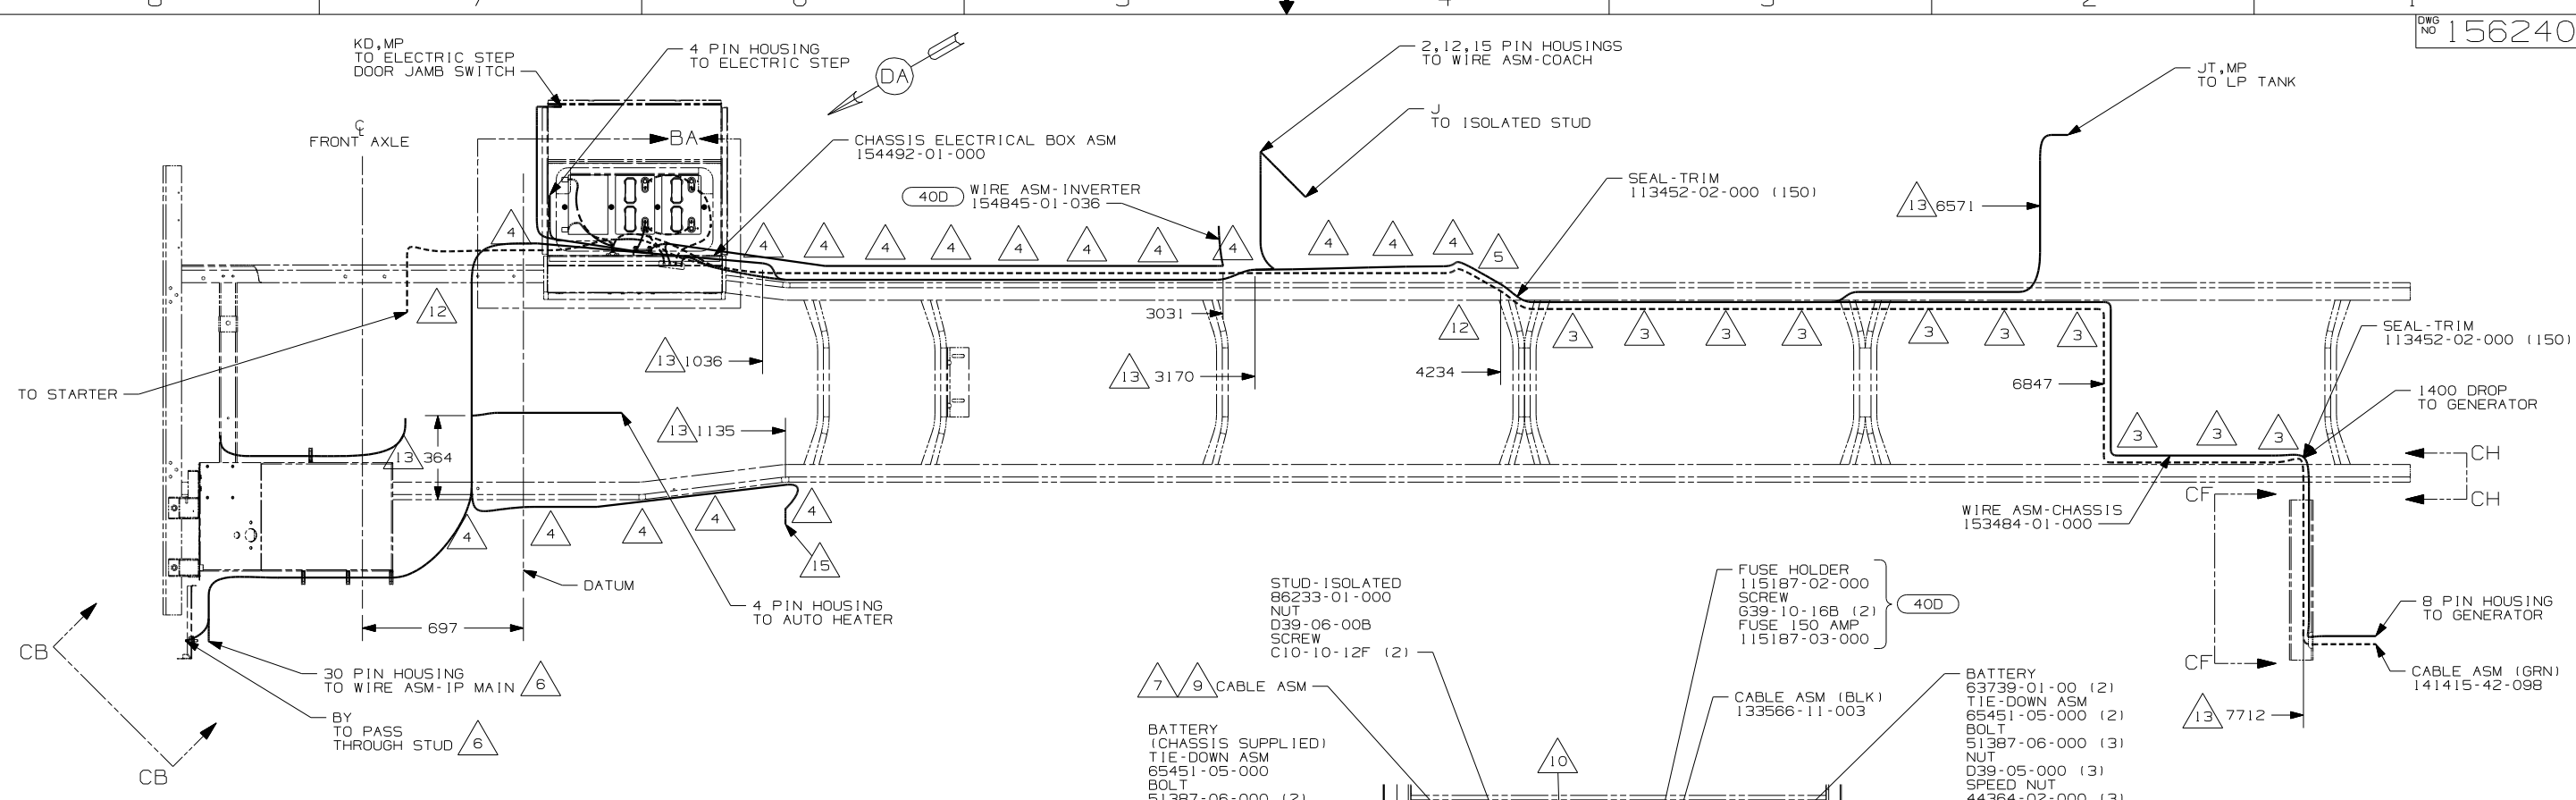 DWG
NO 156240
KD,MP
TO ELECTRIC STEP
DOOR JAMB SWITCH
4 PIN HOUSING
TO ELECTRIC STEP
DA
2,12,15 PIN HOUSINGS
TO WIRE ASM-COACH
JT,MP
TO LP TANK
J
TO ISOLATED STUD
FRONT AXLE
BA
CHASSIS ELECTRICAL BOX ASM
154492-01-000
40D
WIRE ASM-INVERTER
154845-01-036
SEAL-TRIM
113452-02-000 (150)
13 6571
4
4
4
4
4
4
4
4
4
4
4
4
5
12
3031
12
3
3
3
3
3
3
3
SEAL-TRIM
113452-02-000 (150)
13 1036
13 3170
4234
6847
TO STARTER
1400 DROP
TO GENERATOR
13 1135
13 364
3
3
3
CH
CH
CF
WIRE ASM-CHASSIS
153484-01-000
4
4
4
4
4
15
DATUM
697
4 PIN HOUSING
TO AUTO HEATER
STUD-ISOLATED
86233-01-000
NUT
D39-06-00B
SCREW
C10-10-12F (2)
FUSE HOLDER
115187-02-000
SCREW
G39-10-16B (2)
FUSE 150 AMP
115187-03-000
40D
8 PIN HOUSING
TO GENERATOR
CB
CF
30 PIN HOUSING
TO WIRE ASM-IP MAIN 6
7 9 CABLE ASM
CABLE ASM (BLK)
133566-11-003
CABLE ASM (GRN)
141415-42-098
BY
TO PASS
THROUGH STUD 6
13 7712
CB
BATTERY
(CHASSIS SUPPLIED)
TIE-DOWN ASM
65451-05-000
BOLT
51387-06-000 (2)
10
BATTERY
63739-01-00 (2)
TIE-DOWN ASM
65451-05-000 (2)
BOLT
51387-06-000 (3)
NUT
D39-05-000 (3)
SPEED NUT
44364-02-000 (3)